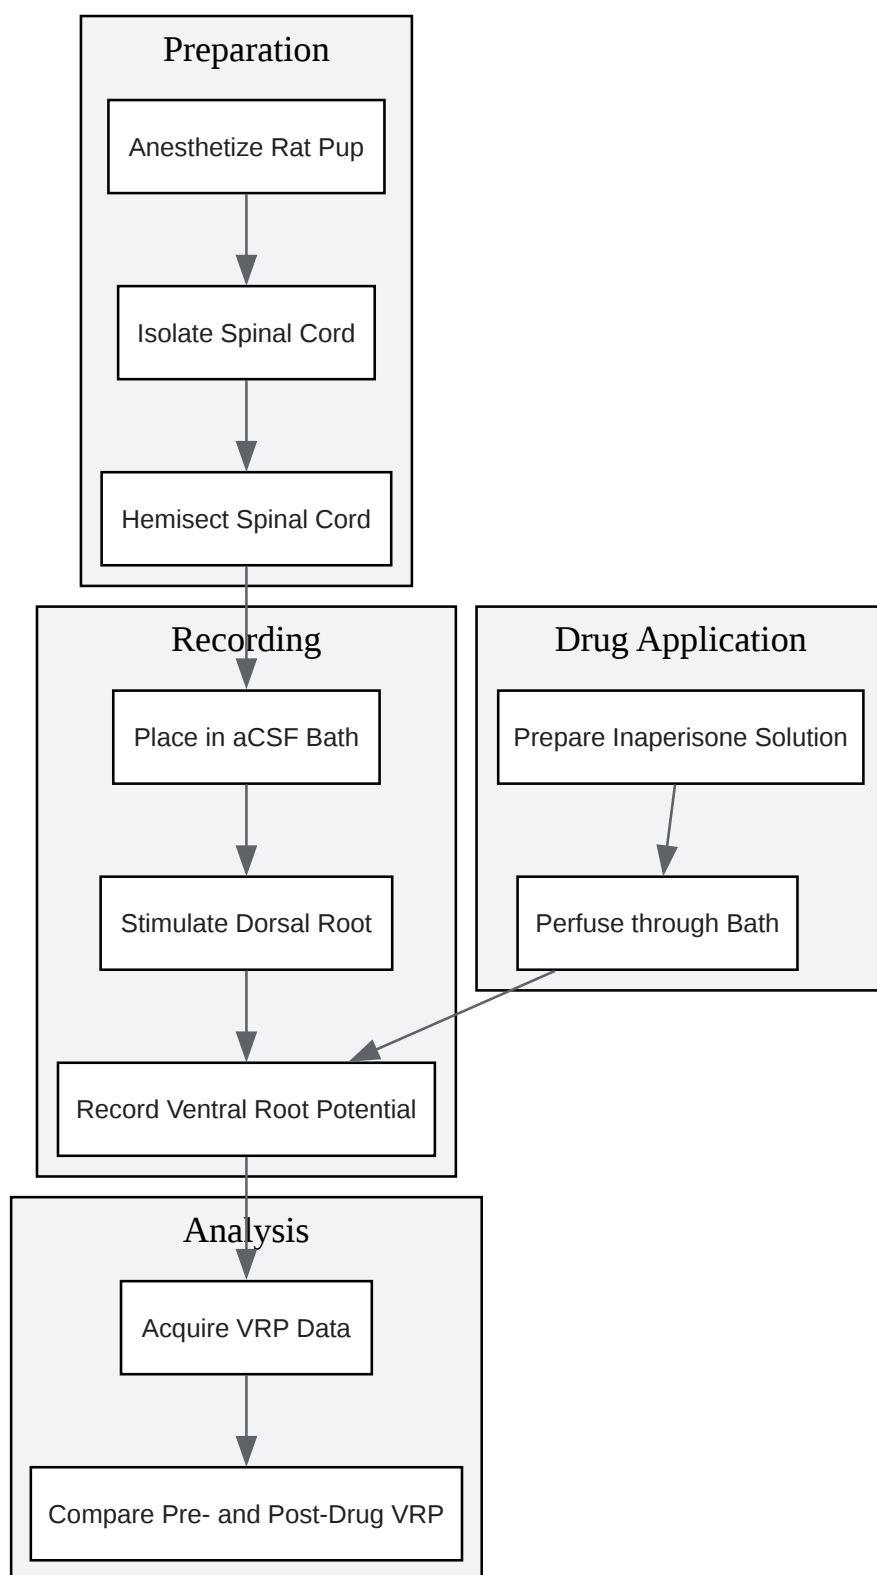 Preparation
Anesthetize Rat Pup
Isolate Spinal Cord
Hemisect Spinal Cord
Recording
Place in aCSF Bath
Stimulate Dorsal Root
Record Ventral Root Potential
Drug Application
Prepare Inaperisone Solution
Perfuse through Bath
Analysis
Acquire VRP Data
Compare Pre- and Post-Drug VRP